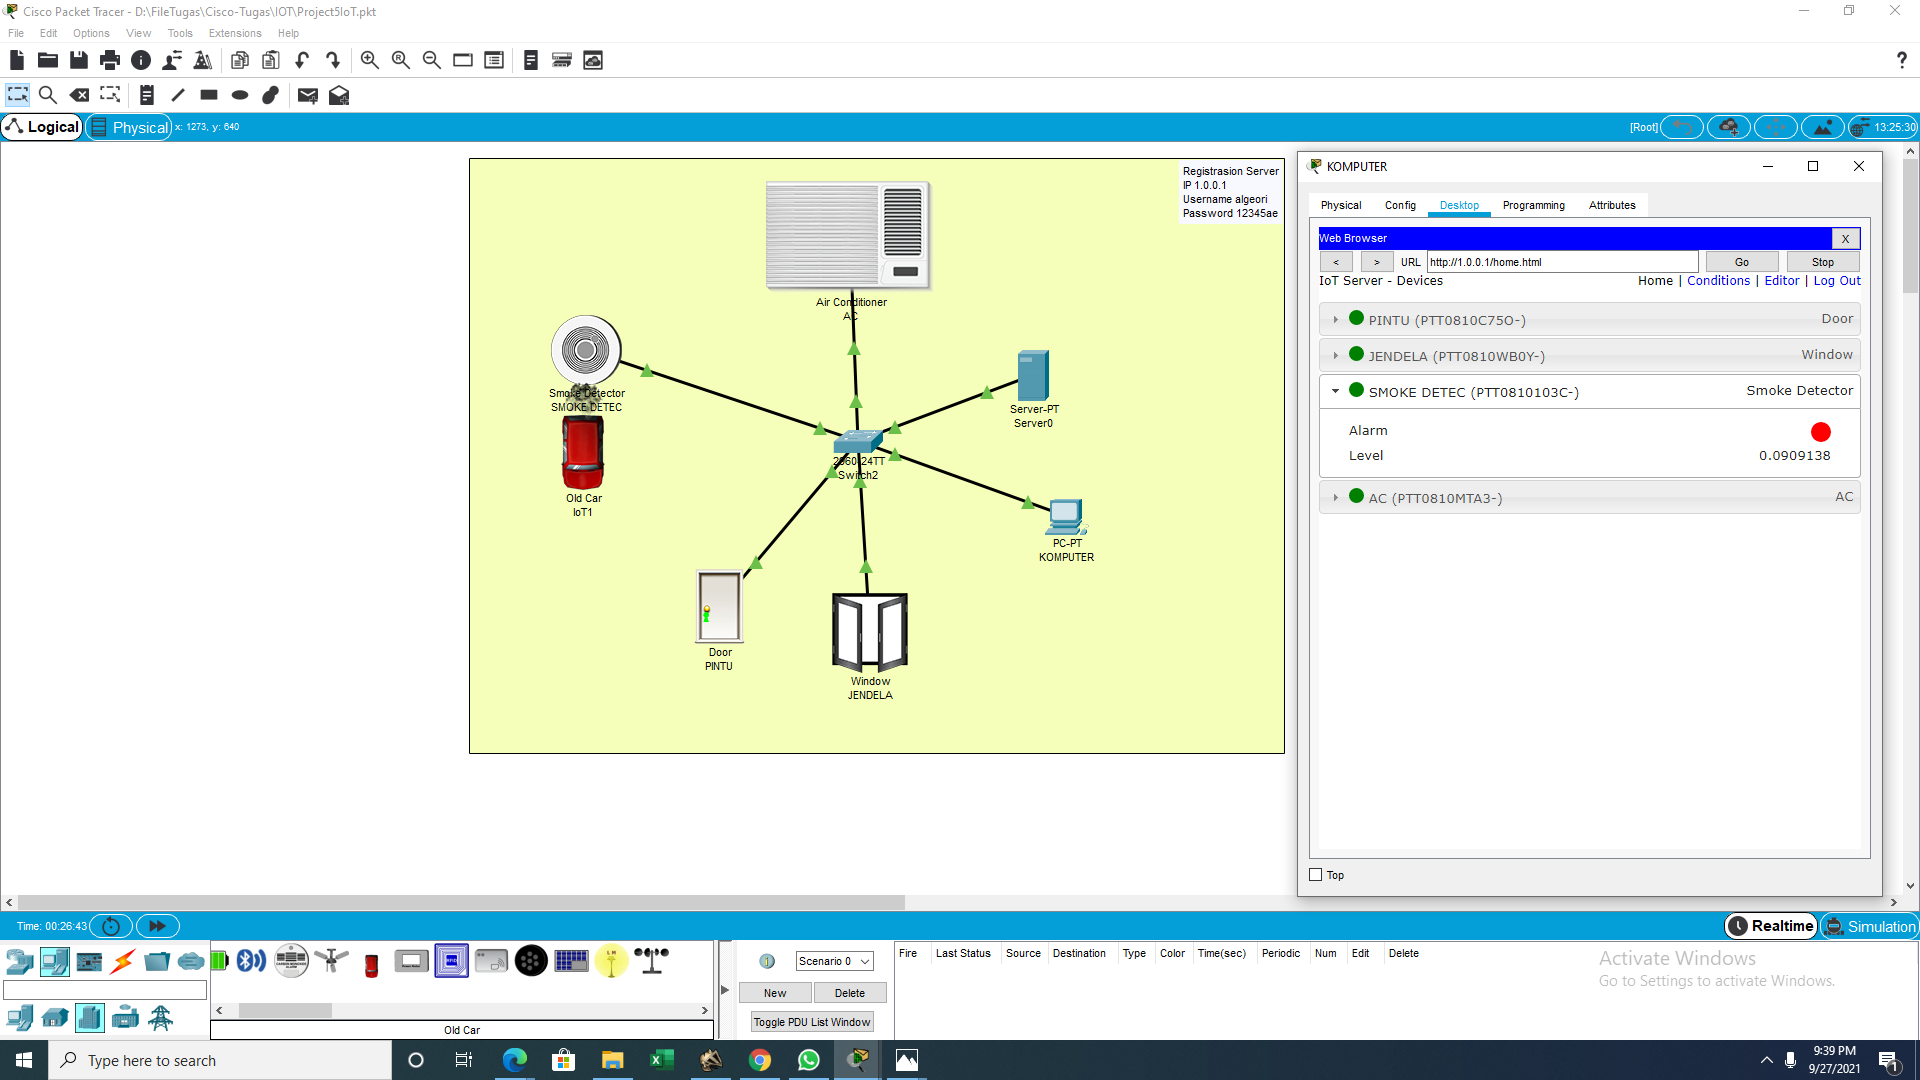 Cisco Packet Tracer - D:\FileTugas\Cisco-Tugas\IOT\Project5IoT.pkt
File Edit Options View Tools Extensions Help
Logical Physical x: 1273, y: 640 [Root] 13:25:30
Registrasion Server
IP 1.0.0.1
Username algeori
Password 12345ae
Air Conditioner
AC
Smoke Detector
SMOKE DETEC
Old Car
IoT1
Server-PT
Server0
2960-24TT
Switch2
PC-PT
KOMPUTER
Door
PINTU
Window
JENDELA
KOMPUTER
Physical Config Desktop Programming Attributes
Web Browser X
< > URL http://1.0.0.1/home.html Go Stop
IoT Server - Devices Home | Conditions | Editor | Log Out
PINTU (PTT0810C75O-) Door
JENDELA (PTT0810WB0Y-) Window
SMOKE DETEC (PTT0810103C-) Smoke Detector
Alarm
Level 0.0909138
AC (PTT0810MTA3-) AC
Top
Time: 00:26:43 Realtime Simulation
Scenario 0
New Delete
Toggle PDU List Window
Fire Last Status Source Destination Type Color Time(sec) Periodic Num Edit Delete
Old Car
Activate Windows
Go to Settings to activate Windows.
Type here to search
9:39 PM
9/27/2021
1